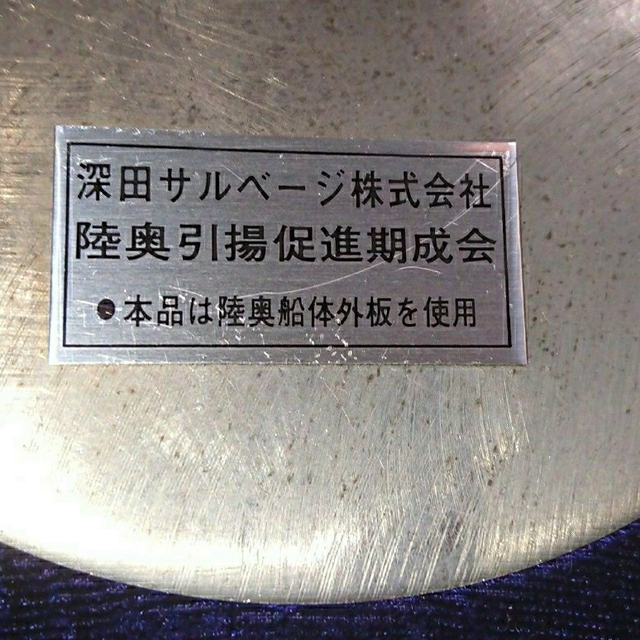 深田サルベージ株式会社
陸奥引揚促進期成会
●本品は陸奥船体外板を使用